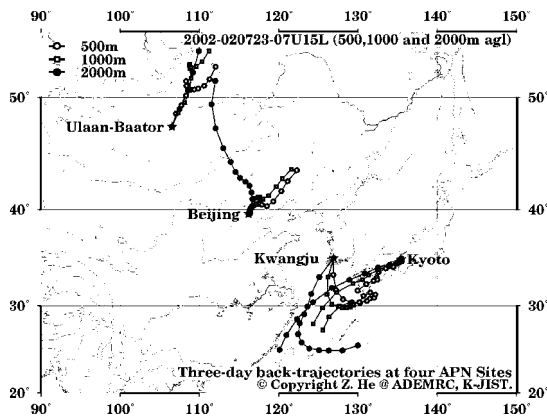 90° 100° 110° 120° 130° 140° 150°
2002-020723-07U15L (500,1000 and 2000m agl)
500m
1000m
2000m
50° 50°
Ulaan-Baator
40° 40°
Beijing
Kwangju Kyoto
30° 30°
Three-day back-trajectories at four APN Sites
© Copyright Z. He @ ADEMRC, K-JIST.
20° 20°
90° 100° 110° 120° 130° 140° 150°